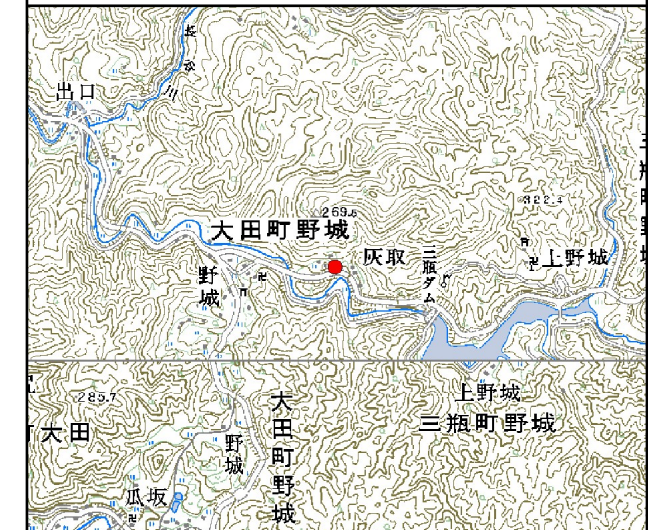 出口
269.5
322.4
大田町野城
灰取
三瓶ダム
上野城
野城
285.7
大田町野城
上野城
三瓶町野城
大田
野城
瓜坂